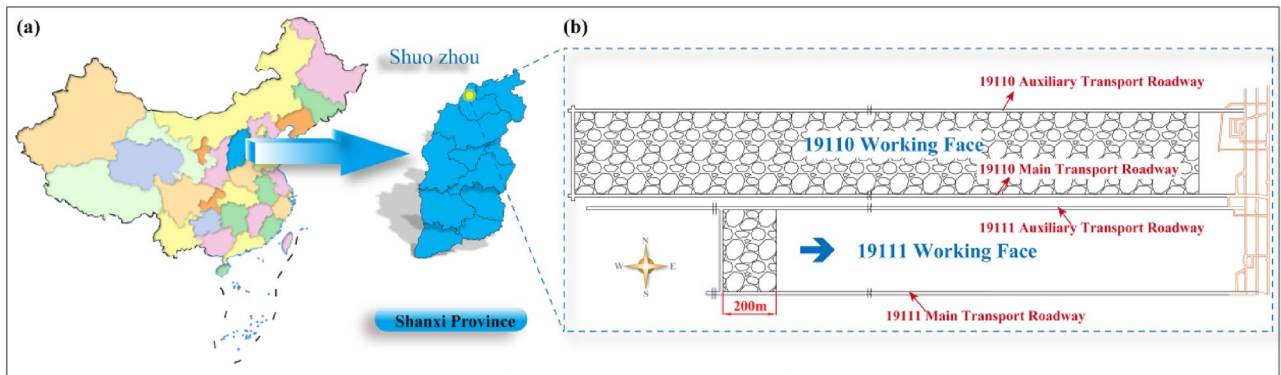 (a)
Shuo zhou
Shanxi Province
(b)
19110 Auxiliary Transport Roadway
19110 Working Face
19110 Main Transport Roadway
19111 Auxiliary Transport Roadway
N
W
E
S
19111 Working Face
200m
19111 Main Transport Roadway